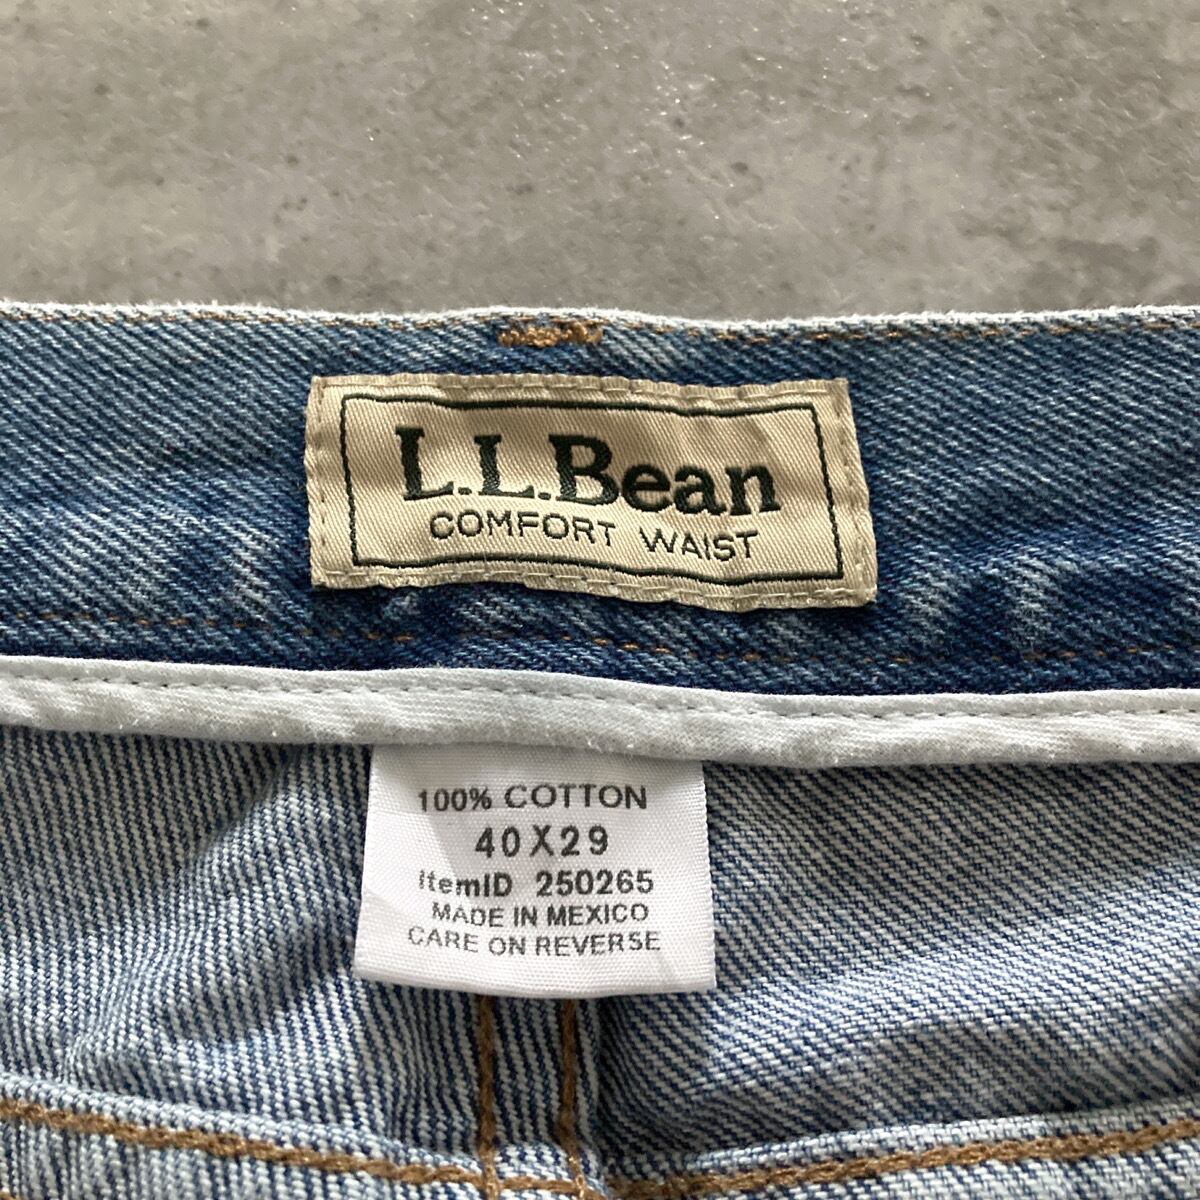 L.L.Bean
COMFORT WAIST
100% COTTON
40X29
ItemID 250265
MADE IN MEXICO
CARE ON REVERSE